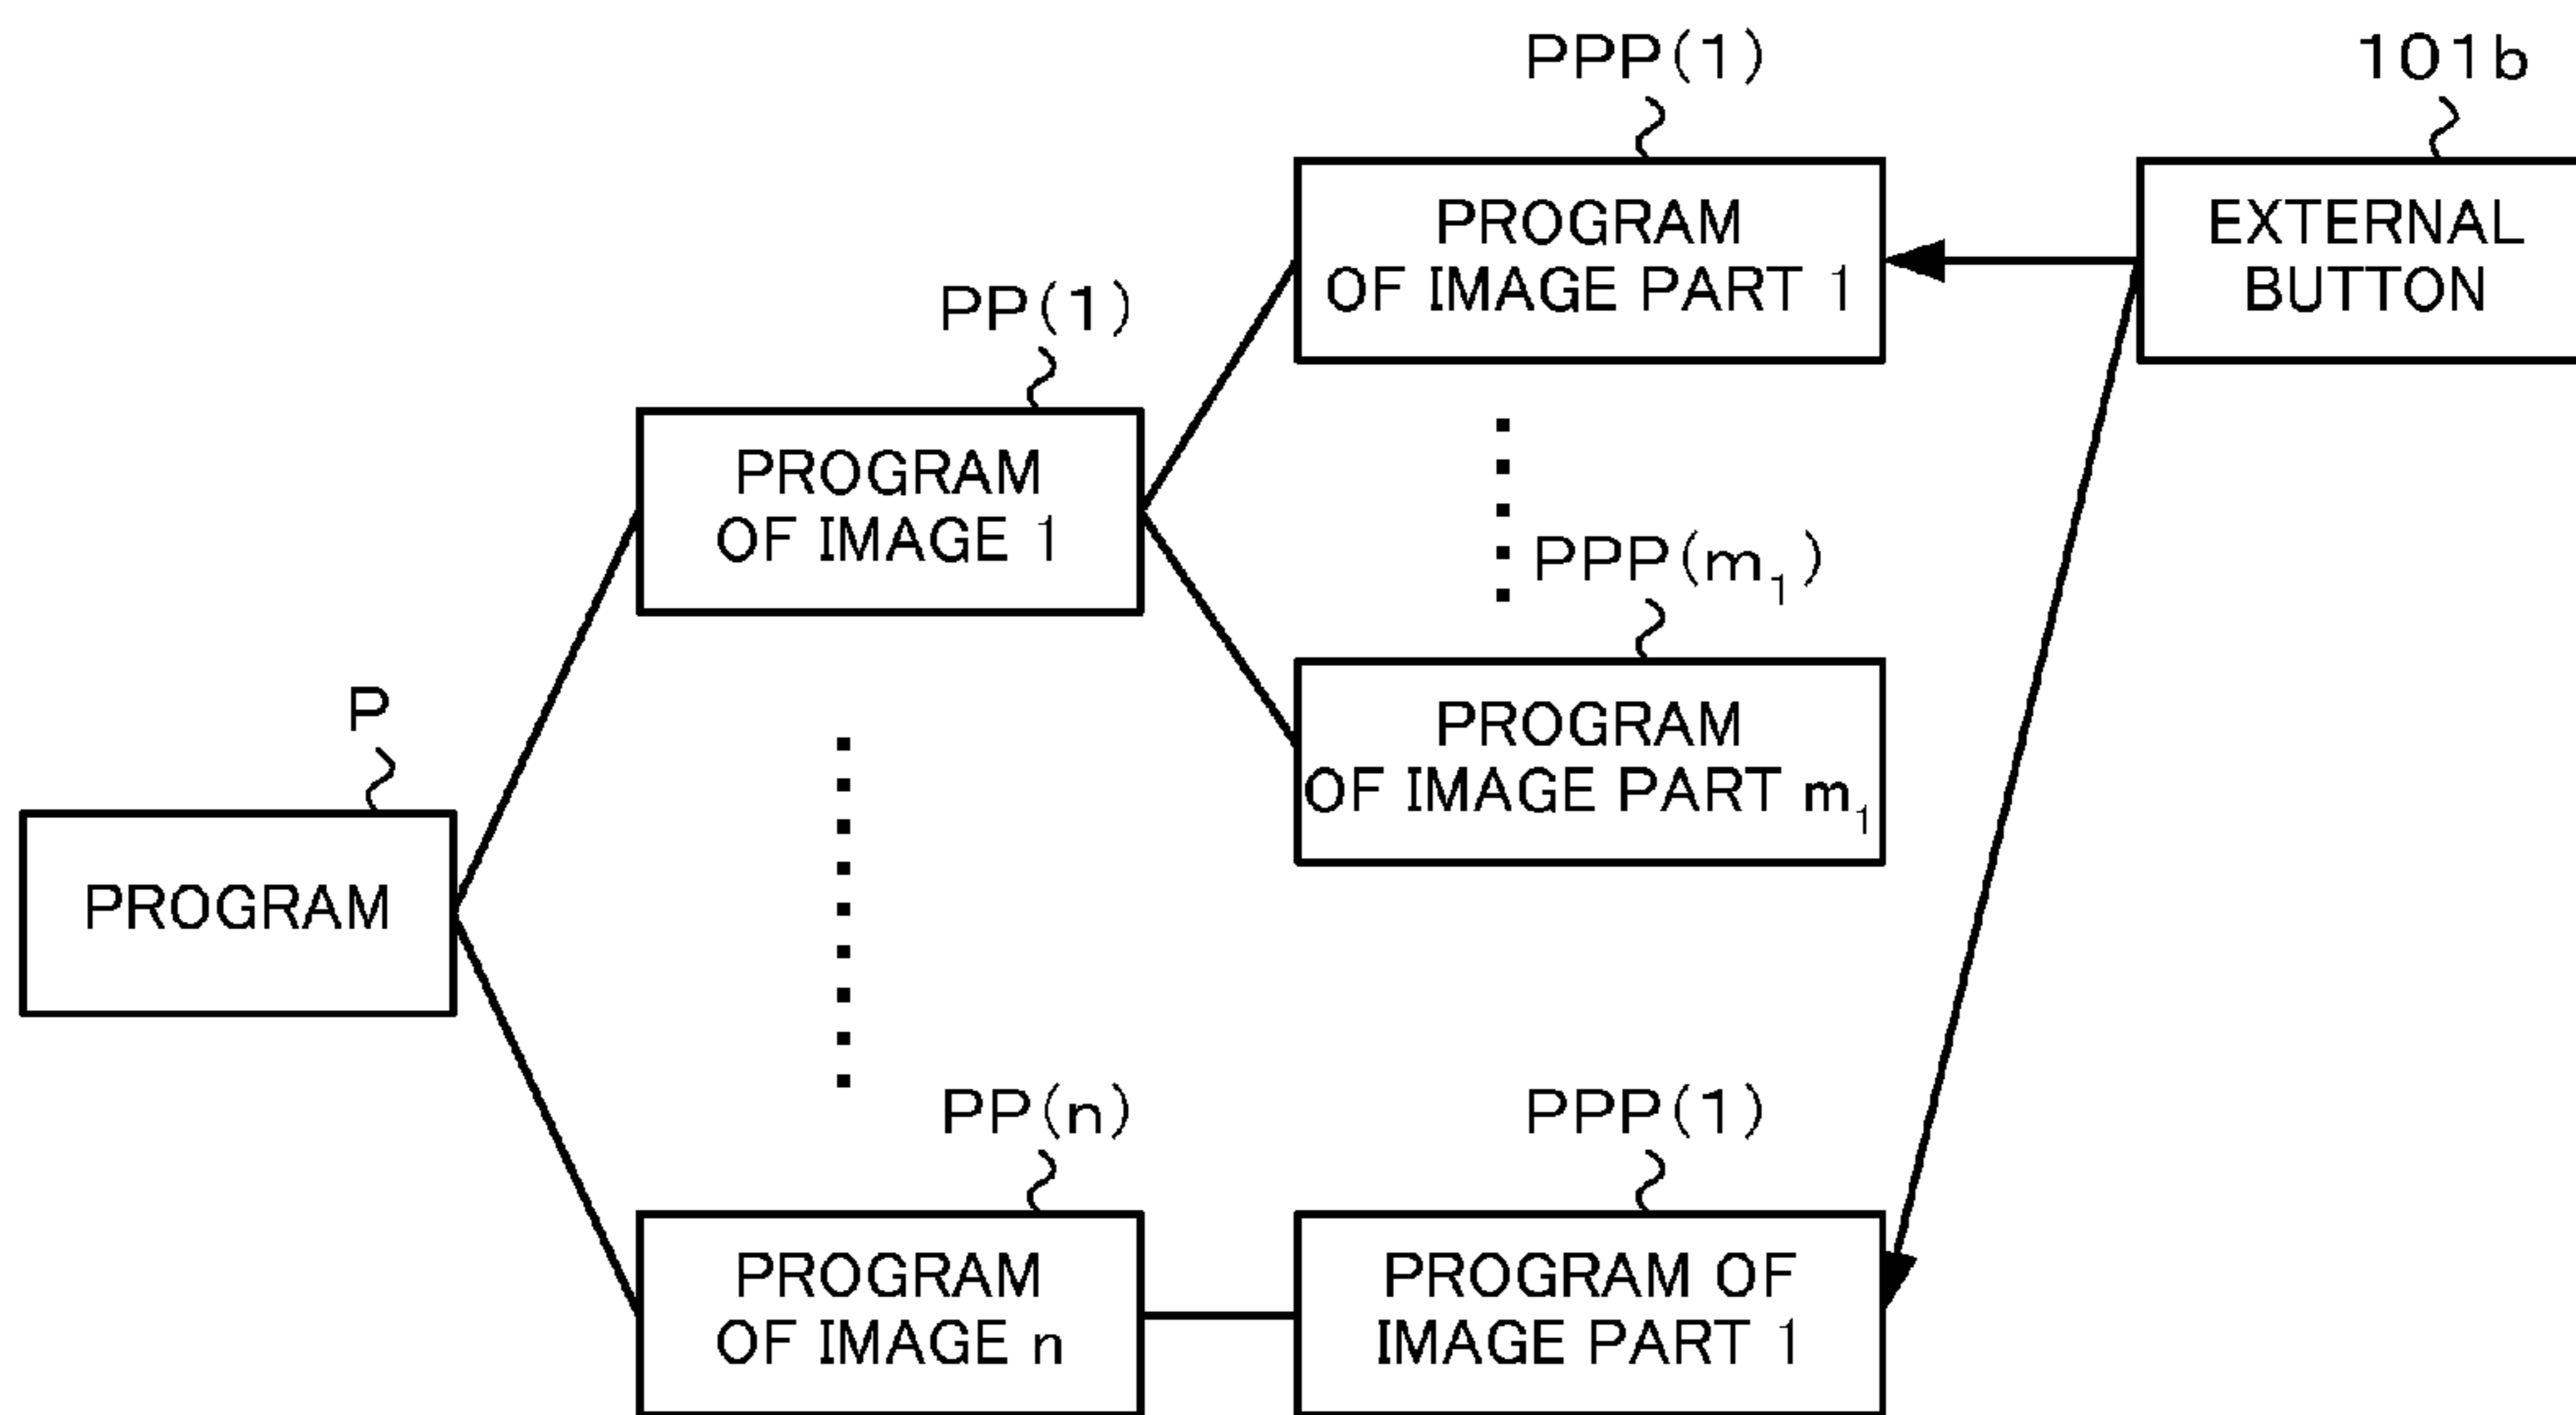 PPP(1)
101b
PROGRAM
OF IMAGE PART 1
EXTERNAL
BUTTON
PP(1)
PROGRAM
OF IMAGE 1
PPP(m₁)
PROGRAM
OF IMAGE PART m₁
P
PROGRAM
PP(n)
PPP(1)
PROGRAM
OF IMAGE n
PROGRAM OF
IMAGE PART 1